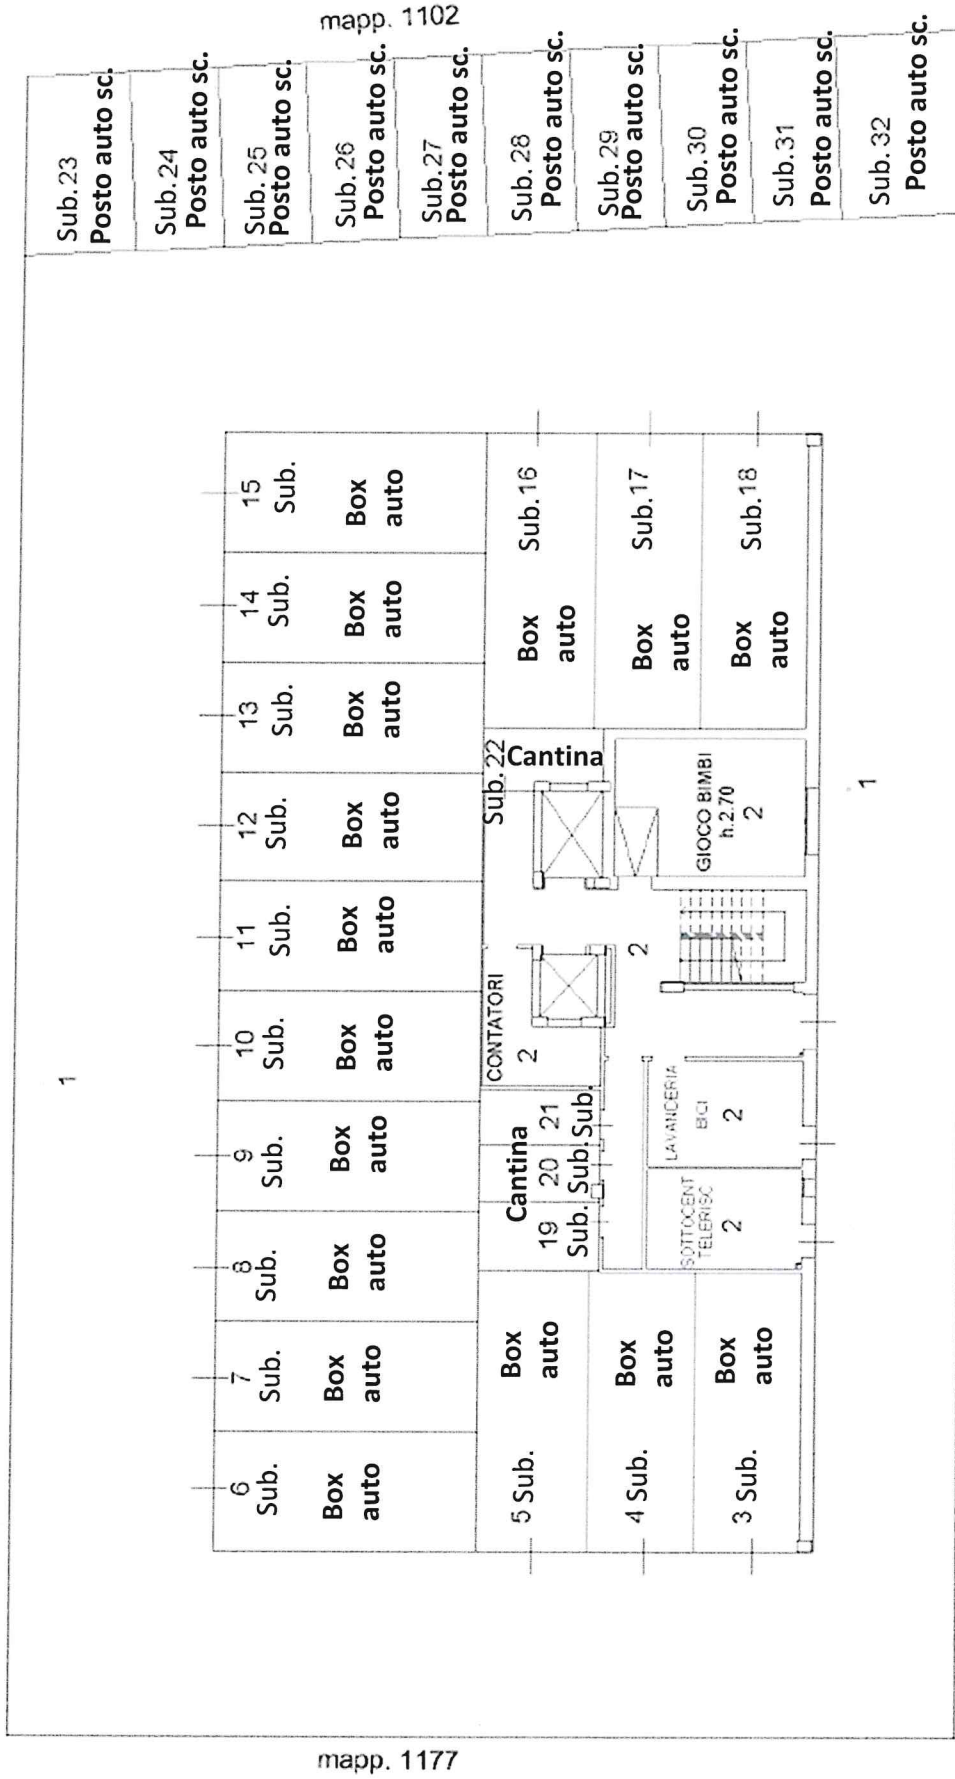 mapp. 1102
Sub.23
Posto auto sc.
Sub.24
Posto auto sc.
Sub. 25
Posto auto sc.
Sub.26
Posto auto sc.
Sub.27
Posto auto sc.
Sub. 28
Posto auto sc.
Sub.29
Posto auto sc.
Sub. 30
Posto auto sc.
Sub.31
Posto auto sc.
Sub. 32
Posto auto sc.
15
Sub.
Box
auto
14
Sub.
Box
auto
13
Sub.
Box
auto
12
Sub.
Box
auto
11
Sub.
Box
auto
10
Sub.
Box
auto
9
Sub.
Box
auto
8
Sub.
Box
auto
7
Sub.
Box
auto
6
Sub.
Box
auto
Sub.16
Box
auto
Sub.17
Box
auto
Sub.18
Box
auto
Sub. 22
Cantina
GIOCO BIMBI
h.2.70
2
2
1
1
CONTATORI
2
Cantina
21
Sub.
20
Sub.
19
Sub.
LAVANDERIA
BCI
2
SOTTOCENT
TELERISC
2
Box
auto
5 Sub.
Box
auto
4 Sub.
Box
auto
3 Sub.
mapp. 1177